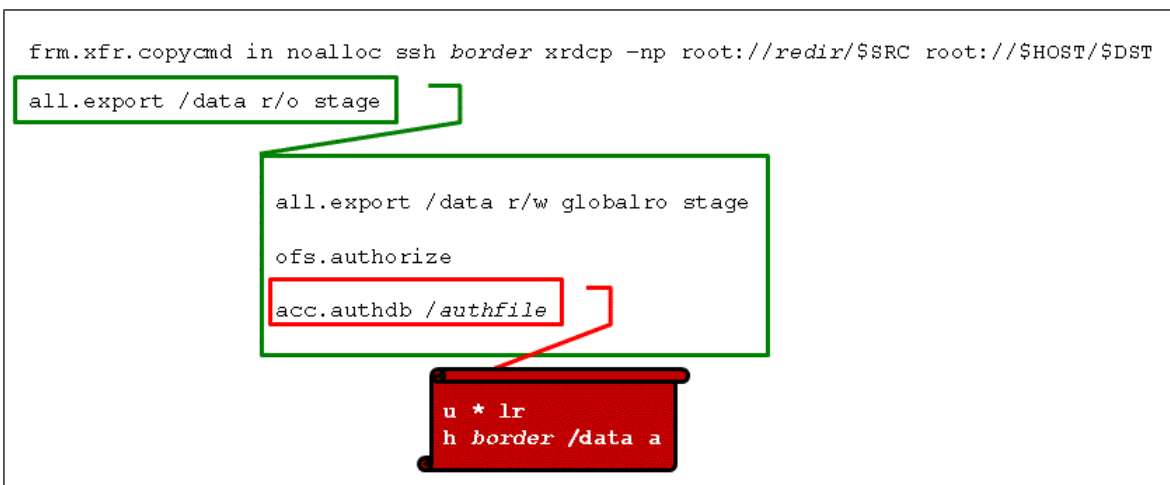 frm.xfr.copycmd in noalloc ssh border xrdcp –np root://redir/$SRC root://$HOST/$DST
all.export /data r/o stage
all.export /data r/w globalro stage
ofs.authorize
acc.authdb /authfile
u * lr
h border /data a